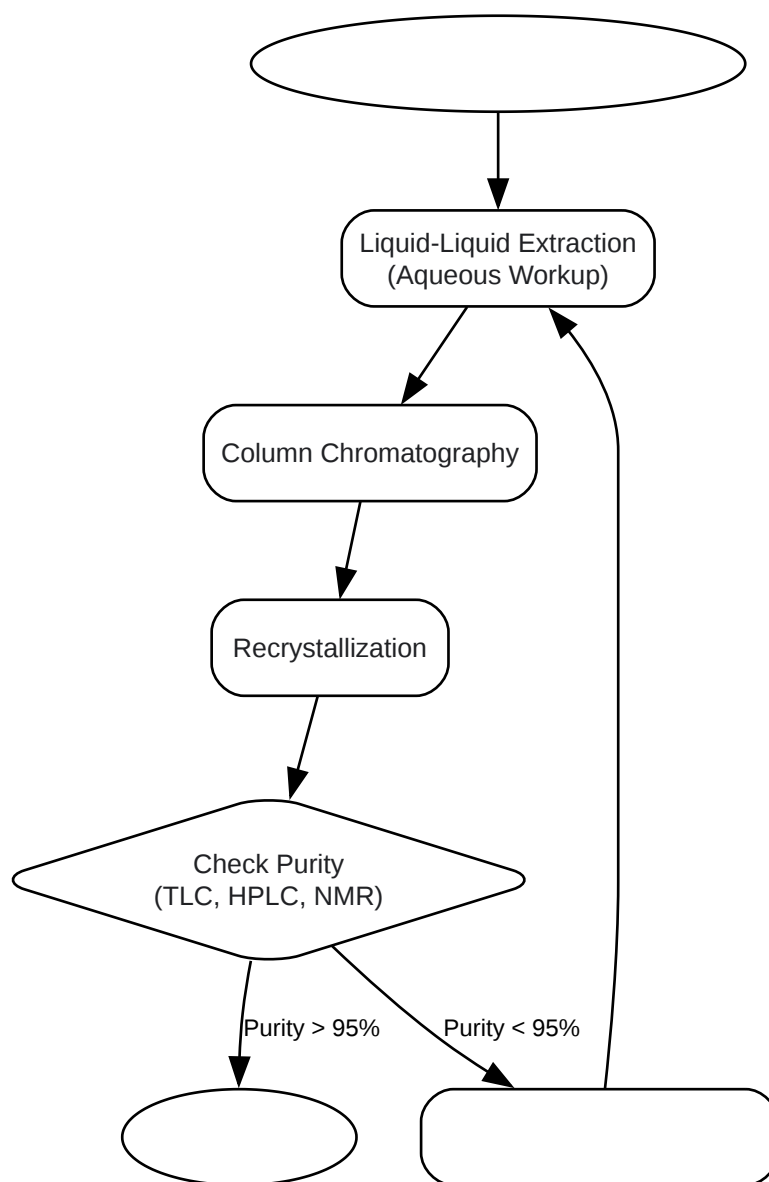 Liquid-Liquid Extraction
(Aqueous Workup)
Column Chromatography
Recrystallization
Check Purity
(TLC, HPLC, NMR)
Purity > 95%
Purity < 95%